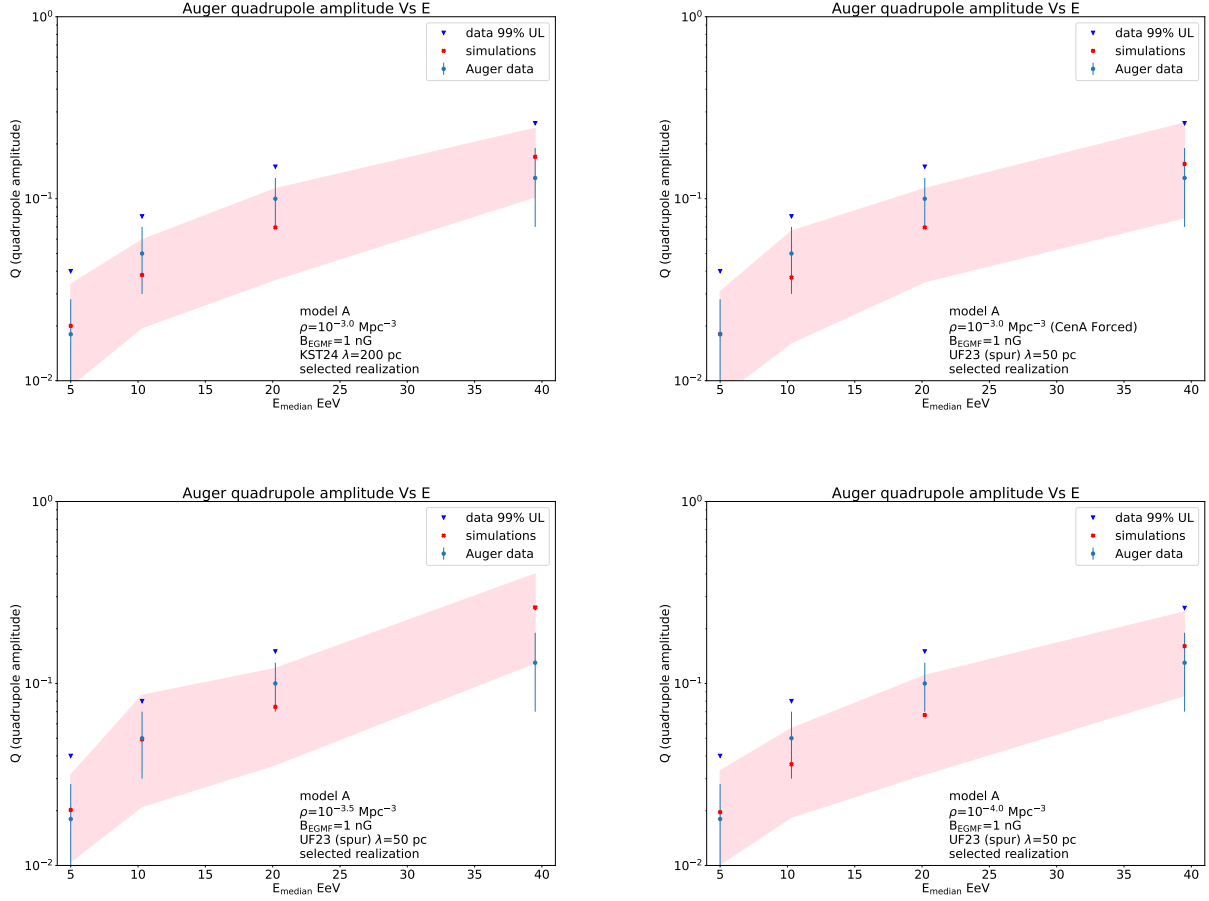 Auger quadrupole amplitude Vs E
10⁰
10⁻¹
10⁻²
Q (quadrupole amplitude)
data 99% UL
simulations
Auger data
model A
ρ=10⁻³·⁰ Mpc⁻³
B_EGMF=1 nG
KST24 λ=200 pc
selected realization
5 10 15 20 25 30 35 40
E_median EeV
Auger quadrupole amplitude Vs E
10⁰
10⁻¹
10⁻²
Q (quadrupole amplitude)
data 99% UL
simulations
Auger data
model A
ρ=10⁻³·⁰ Mpc⁻³ (CenA Forced)
B_EGMF=1 nG
UF23 (spur) λ=50 pc
selected realization
5 10 15 20 25 30 35 40
E_median EeV
Auger quadrupole amplitude Vs E
10⁰
10⁻¹
10⁻²
Q (quadrupole amplitude)
data 99% UL
simulations
Auger data
model A
ρ=10⁻³·⁵ Mpc⁻³
B_EGMF=1 nG
UF23 (spur) λ=50 pc
selected realization
5 10 15 20 25 30 35 40
E_median EeV
Auger quadrupole amplitude Vs E
10⁰
10⁻¹
10⁻²
Q (quadrupole amplitude)
data 99% UL
simulations
Auger data
model A
ρ=10⁻⁴·⁰ Mpc⁻³
B_EGMF=1 nG
UF23 (spur) λ=50 pc
selected realization
5 10 15 20 25 30 35 40
E_median EeV